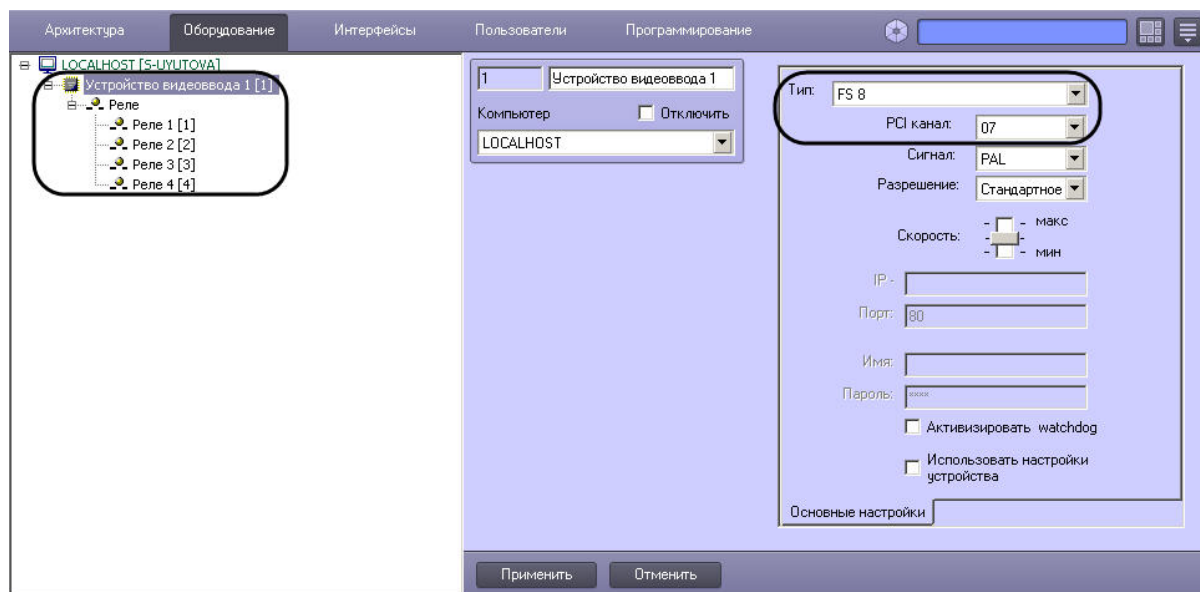 Архитектура Оборудование Интерфейсы Пользователи Программирование
LOCALHOST [S-UYUTOVA]
Устройство видеоввода 1 [1]
Реле
Реле 1 [1]
Реле 2 [2]
Реле 3 [3]
Реле 4 [4]
1 Устройство видеоввода 1
Компьютер Отключить
LOCALHOST
Тип: FS 8
PCI канал: 07
Сигнал: PAL
Разрешение: Стандартное
Скорость: макс
мин
IP -
Порт: 80
Имя:
Пароль: ××××
Активизировать watchdog
Использовать настройки
устройства
Основные настройки
Применить Отменить